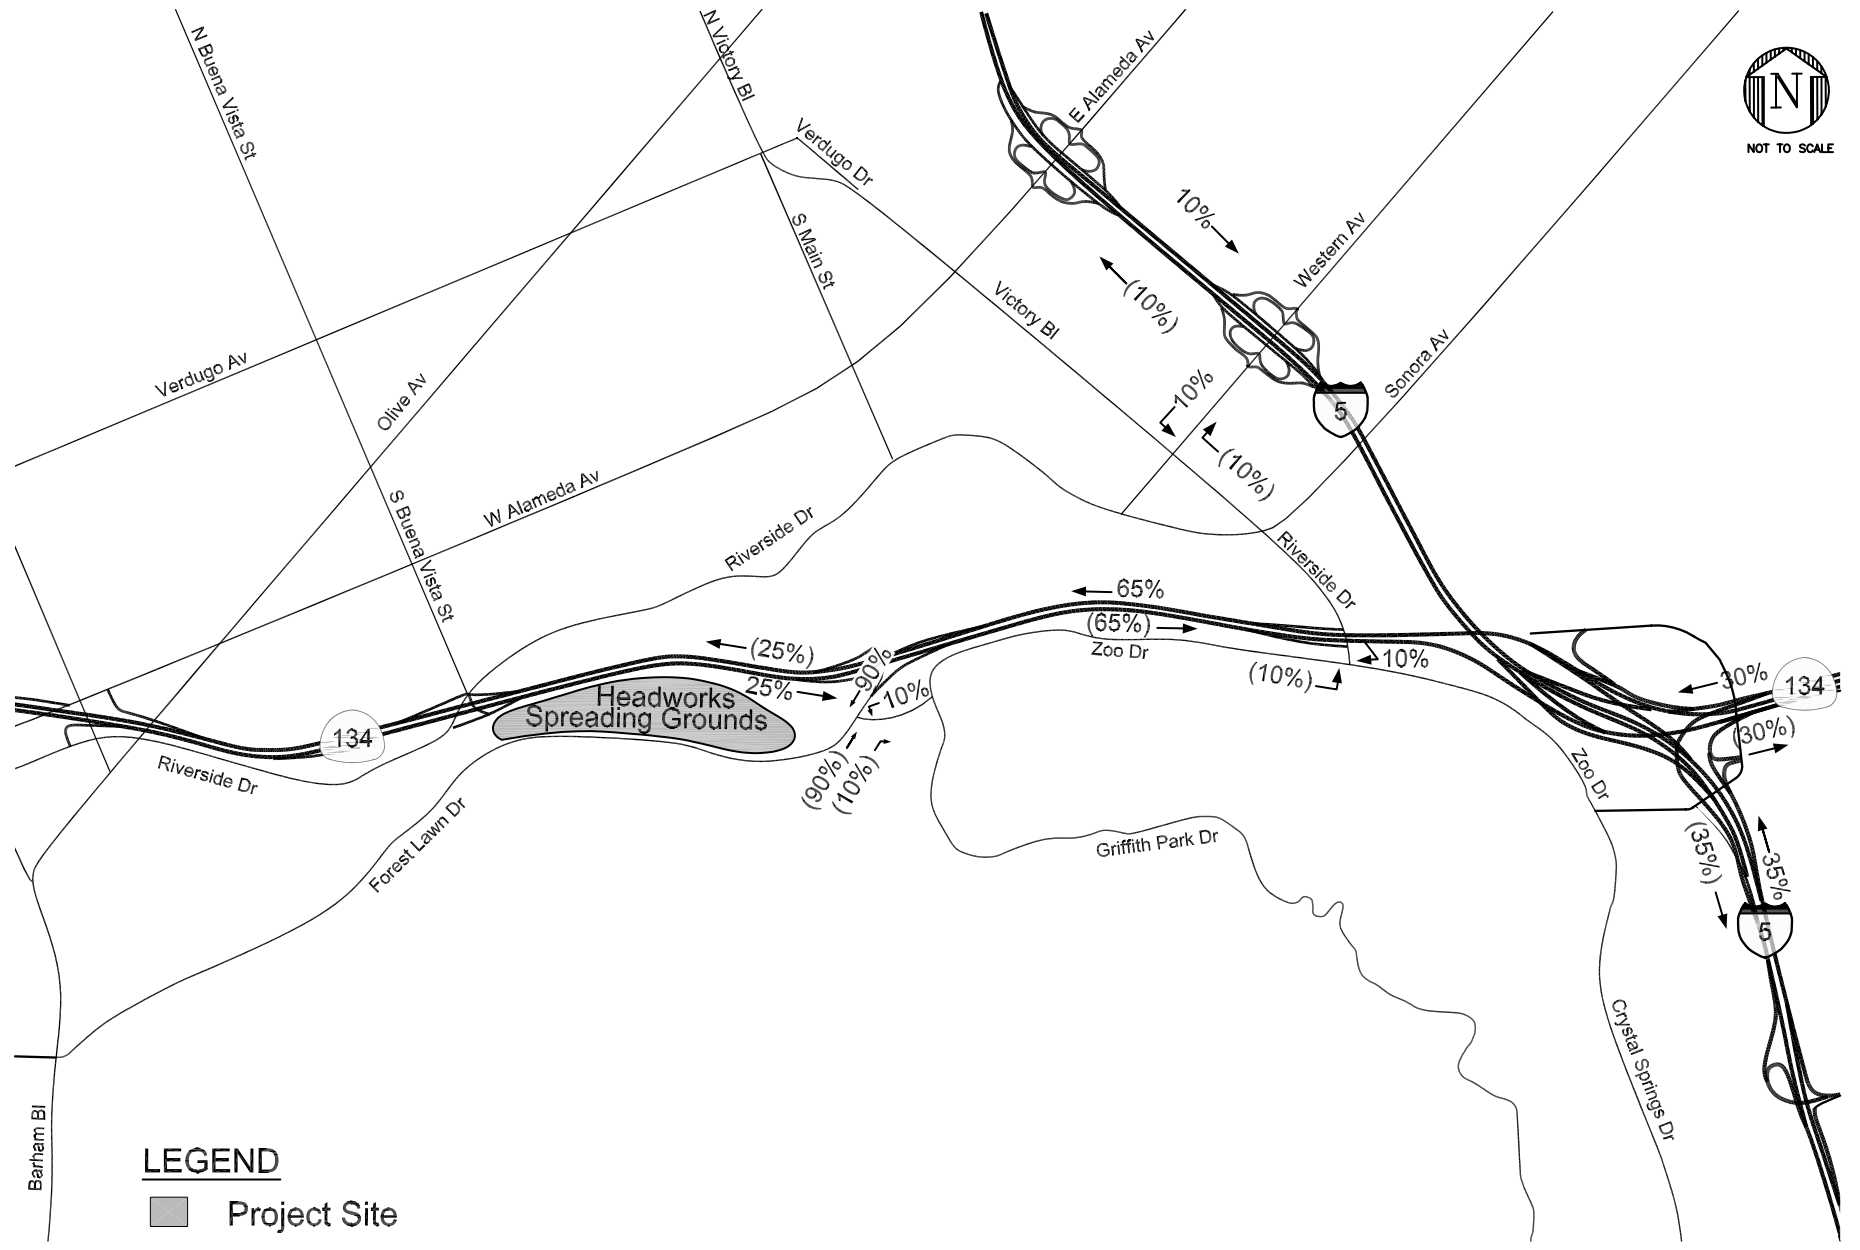 N Buena Vista St
N Victory Bl
E Alameda Av
N
NOT TO SCALE
Verdugo Dr
10%
Western Av
S Main St
(10%)
Victory Bl
Verdugo Av
Olive Av
Sonora Av
10%
5
(10%)
W Alameda Av
S Buena Vista St
Riverside Dr
Riverside Dr
65%
(65%)
Zoo Dr
(25%)
90%
25%
10%
(10%)
10%
30%
134
Headworks
Spreading Grounds
134
(30%)
Riverside Dr
Zoo Dr
(90%)
(10%)
Forest Lawn Dr
Griffith Park Dr
(35%)
35%
5
Crystal Springs Dr
Barham Bl
LEGEND
Project Site